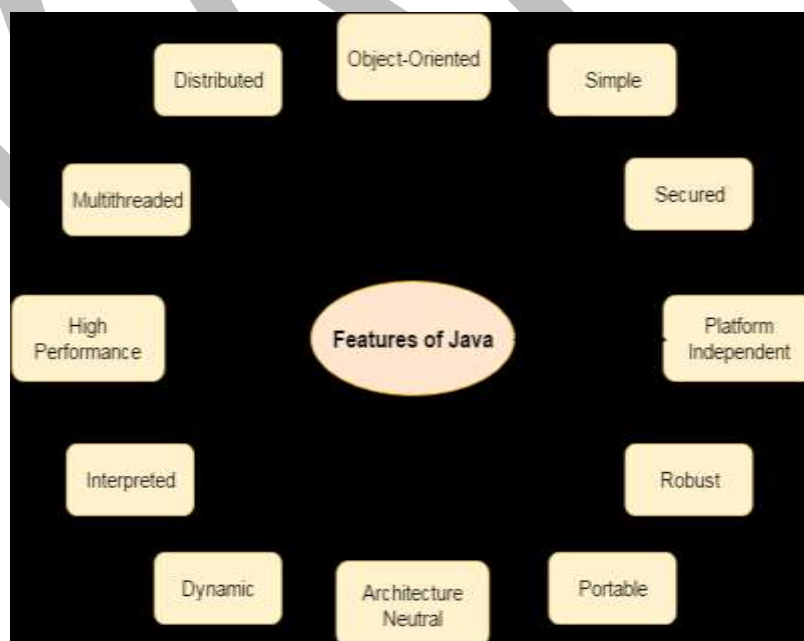 Object-Oriented
Distributed
Simple
Multithreaded
Secured
High
Performance
Features of Java
Platform
Independent
Interpreted
Robust
Dynamic
Architecture
Neutral
Portable